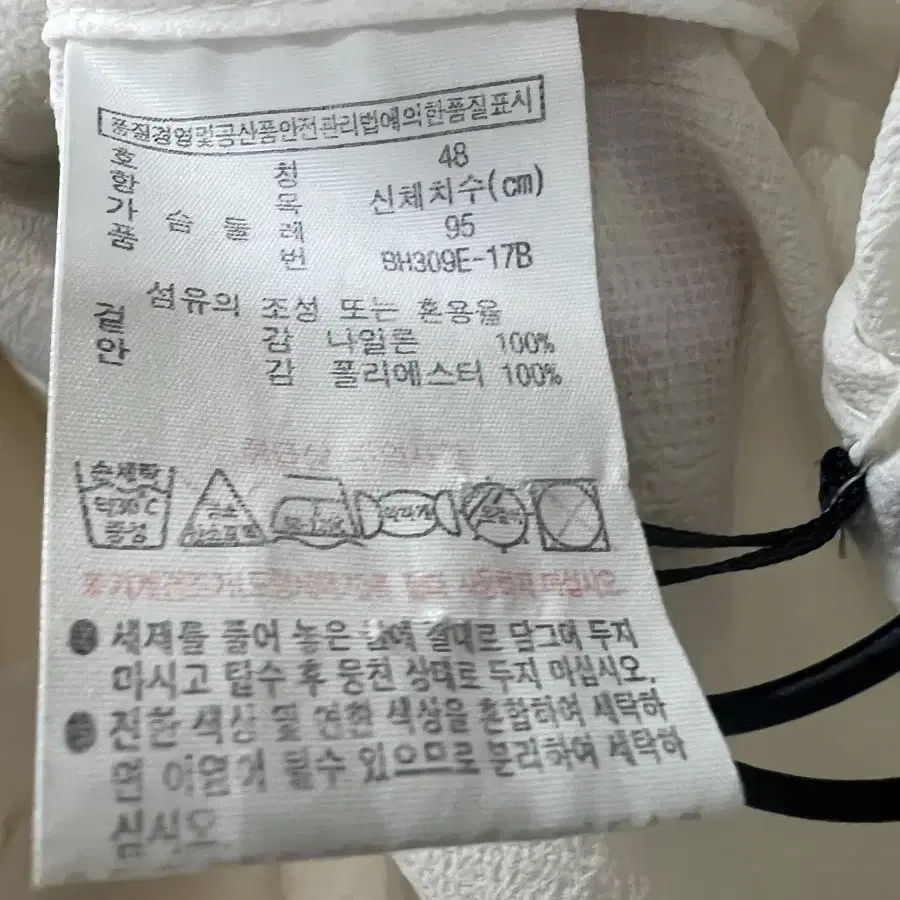 품질경영및공산품안전관리법에의한품질표시
호 칭 48
항 목 신체치수(cm)
가 슴 둘 레 95
품 번 BH309E-17B
섬유의 조성 또는 혼용율
겉 감 나일론 100%
안 감 폴리에스터 100%
손세탁
약30℃
중성
세제를 풀어 놓은 물에 절대로 담그어 두지
마시고 탈수 후 뭉친 상태로 두지 마십시오.
진한 색상 및 연한 색상을 혼합하여 세탁하
면 이염이 될수 있으므로 분리하여 세탁하
십시오.